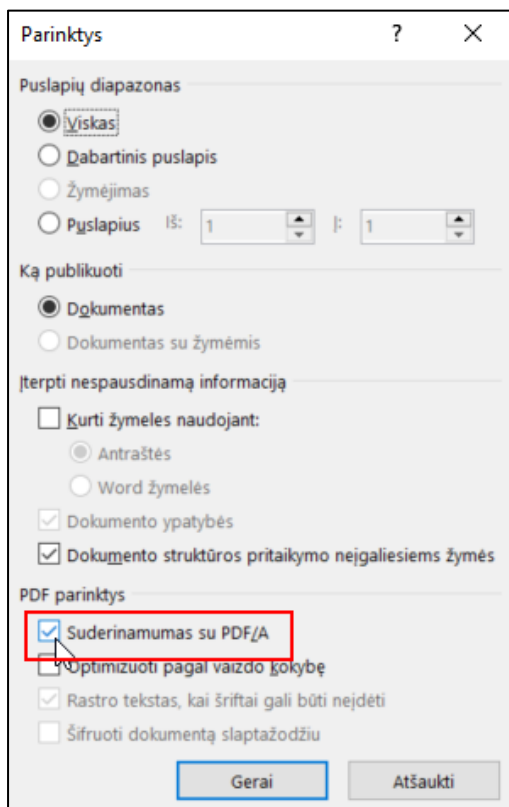 Parinktys ?
Puslapių diapazonas
Viskas
Dabartinis puslapis
Žymėjimas
Puslapius Iš: 1 Į: 1
Ką publikuoti
Dokumentas
Dokumentas su žymėmis
Įterpti nespausdinamą informaciją
Kurti žymeles naudojant:
Antraštės
Word žymelės
Dokumento ypatybės
Dokumento struktūros pritaikymo neįgaliesiems žymės
PDF parinktys
Suderinamumas su PDF/A
Optimizuoti pagal vaizdo kokybę
Rastro tekstas, kai šriftai gali būti neįdėti
Šifruoti dokumentą slaptažodžiu
Gerai Atšaukti